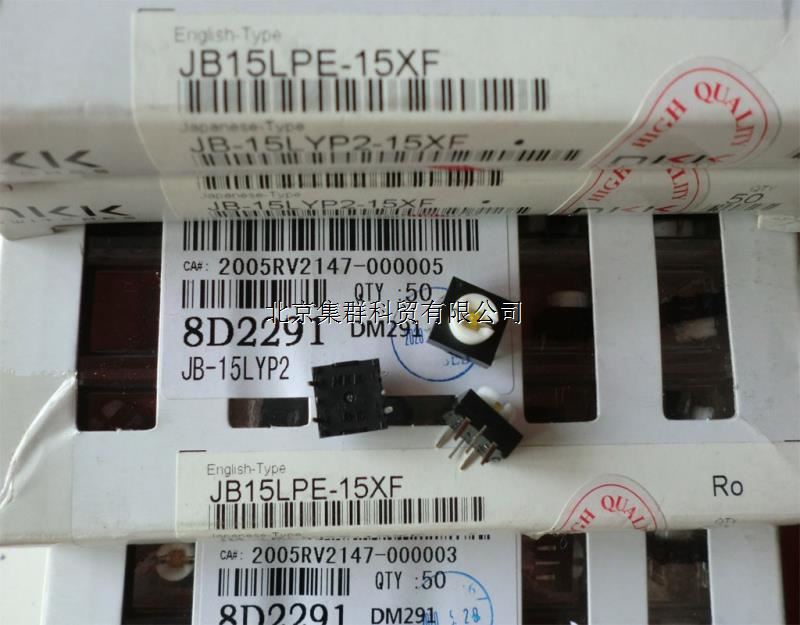 English-Type
JB15LPE-15XF
HIGH QUALITY
Japanese-Type
JB-15LYP2-15XF
NKK
Japanese-Type
NKK
JB-15LYP2-15XF
QTY
50
CA#: 2005RV2147-000005
QTY :50
北京集群科贸有限公司
8D2291 DM291
JB-15LYP2
English-Type
JB15LPE-15XF
HIGH QUALITY
Ro
CA#: 2005RV2147-000003
QTY :50
8D2291 DM291